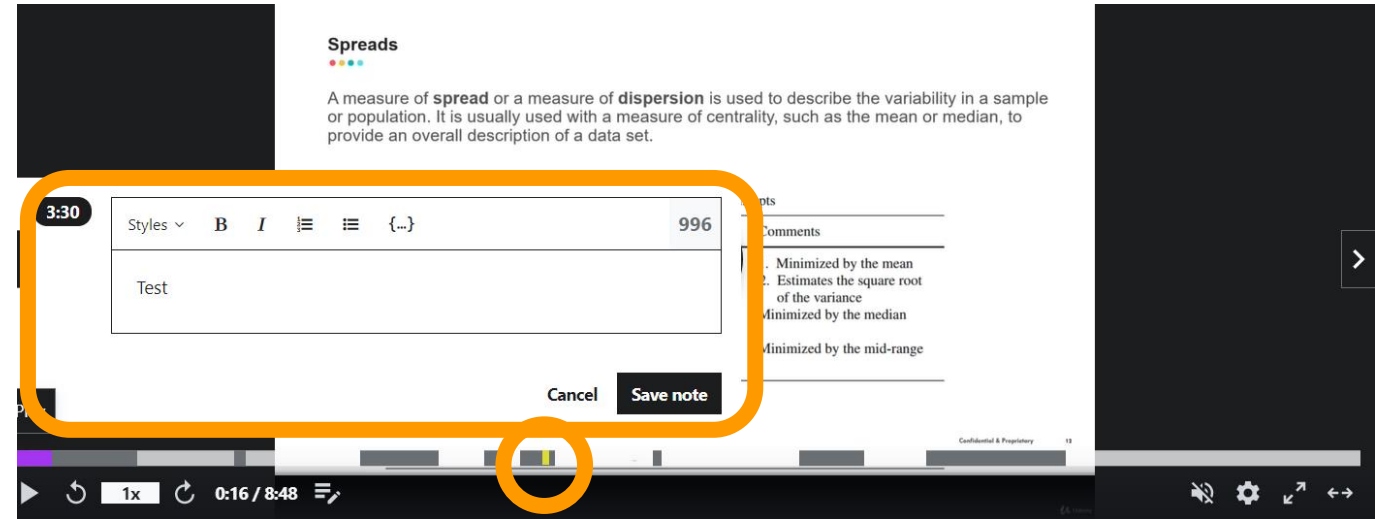 Spreads
A measure of spread or a measure of dispersion is used to describe the variability in a sample
or population. It is usually used with a measure of centrality, such as the mean or median, to
provide an overall description of a data set.
3:30
Styles B I {…} 996
Test
Cancel Save note
Comments
. Minimized by the mean
2. Estimates the square root
of the variance
Minimized by the median
Minimized by the mid-range
Confidential & Proprietary 13
1x 0:16 / 8:48